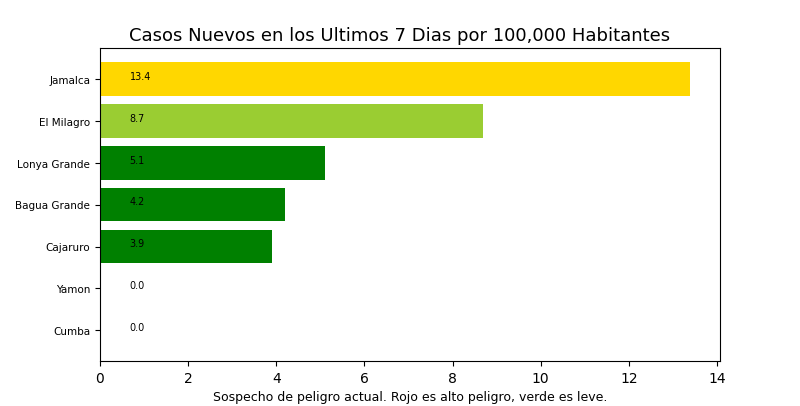 Casos Nuevos en los Ultimos 7 Dias por 100,000 Habitantes
Jamalca 13.4
El Milagro 8.7
Lonya Grande 5.1
Bagua Grande 4.2
Cajaruro 3.9
Yamon 0.0
Cumba 0.0
0 2 4 6 8 10 12 14
Sospecho de peligro actual. Rojo es alto peligro, verde es leve.